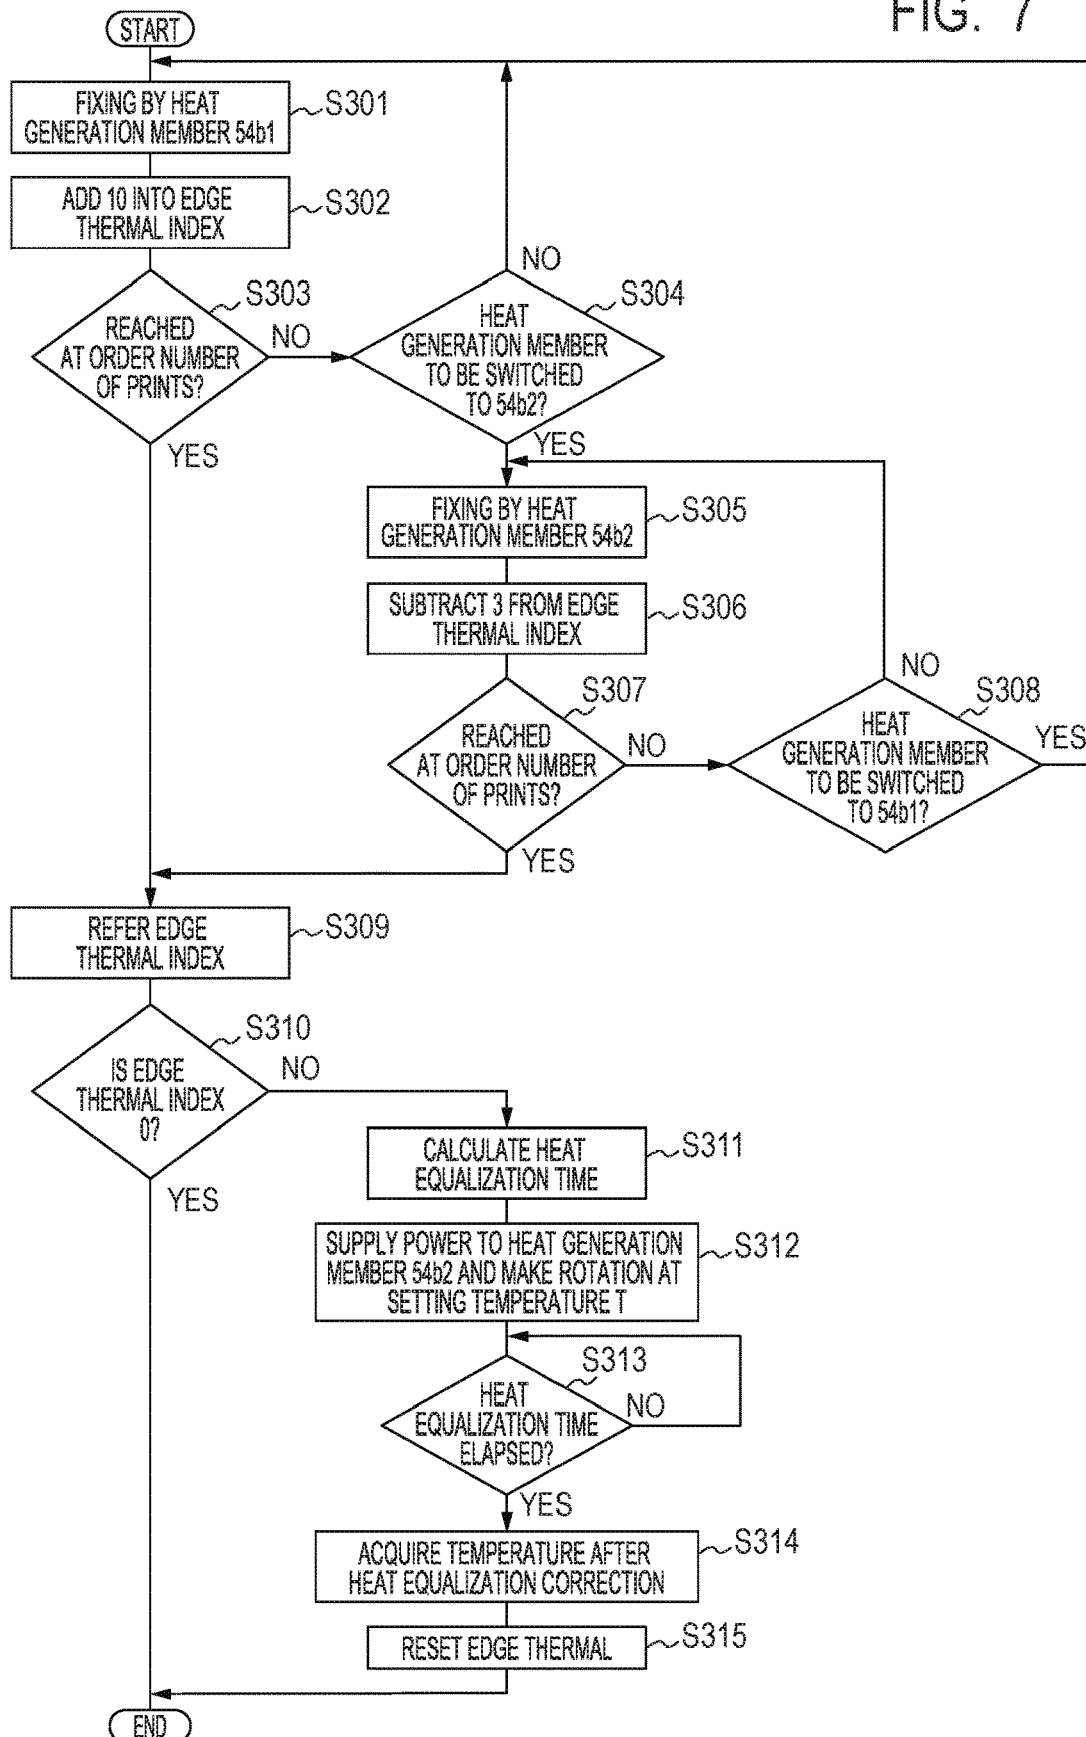 FIG. 7
START
FIXING BY HEAT
GENERATION MEMBER 54b1
S301
ADD 10 INTO EDGE
THERMAL INDEX
S302
S303
REACHED
AT ORDER NUMBER
OF PRINTS?
NO
YES
NO
S304
HEAT
GENERATION MEMBER
TO BE SWITCHED
TO 54b2?
YES
FIXING BY HEAT
GENERATION MEMBER 54b2
S305
SUBTRACT 3 FROM EDGE
THERMAL INDEX
S306
S307
REACHED
AT ORDER NUMBER
OF PRINTS?
NO
YES
NO
S308
HEAT
GENERATION MEMBER
TO BE SWITCHED
TO 54b1?
YES
REFER EDGE
THERMAL INDEX
S309
S310
IS EDGE
THERMAL INDEX
0?
NO
YES
CALCULATE HEAT
EQUALIZATION TIME
S311
SUPPLY POWER TO HEAT GENERATION
MEMBER 54b2 AND MAKE ROTATION AT
SETTING TEMPERATURE T
S312
S313
HEAT
EQUALIZATION TIME
ELAPSED?
NO
YES
ACQUIRE TEMPERATURE AFTER
HEAT EQUALIZATION CORRECTION
S314
RESET EDGE THERMAL
S315
END